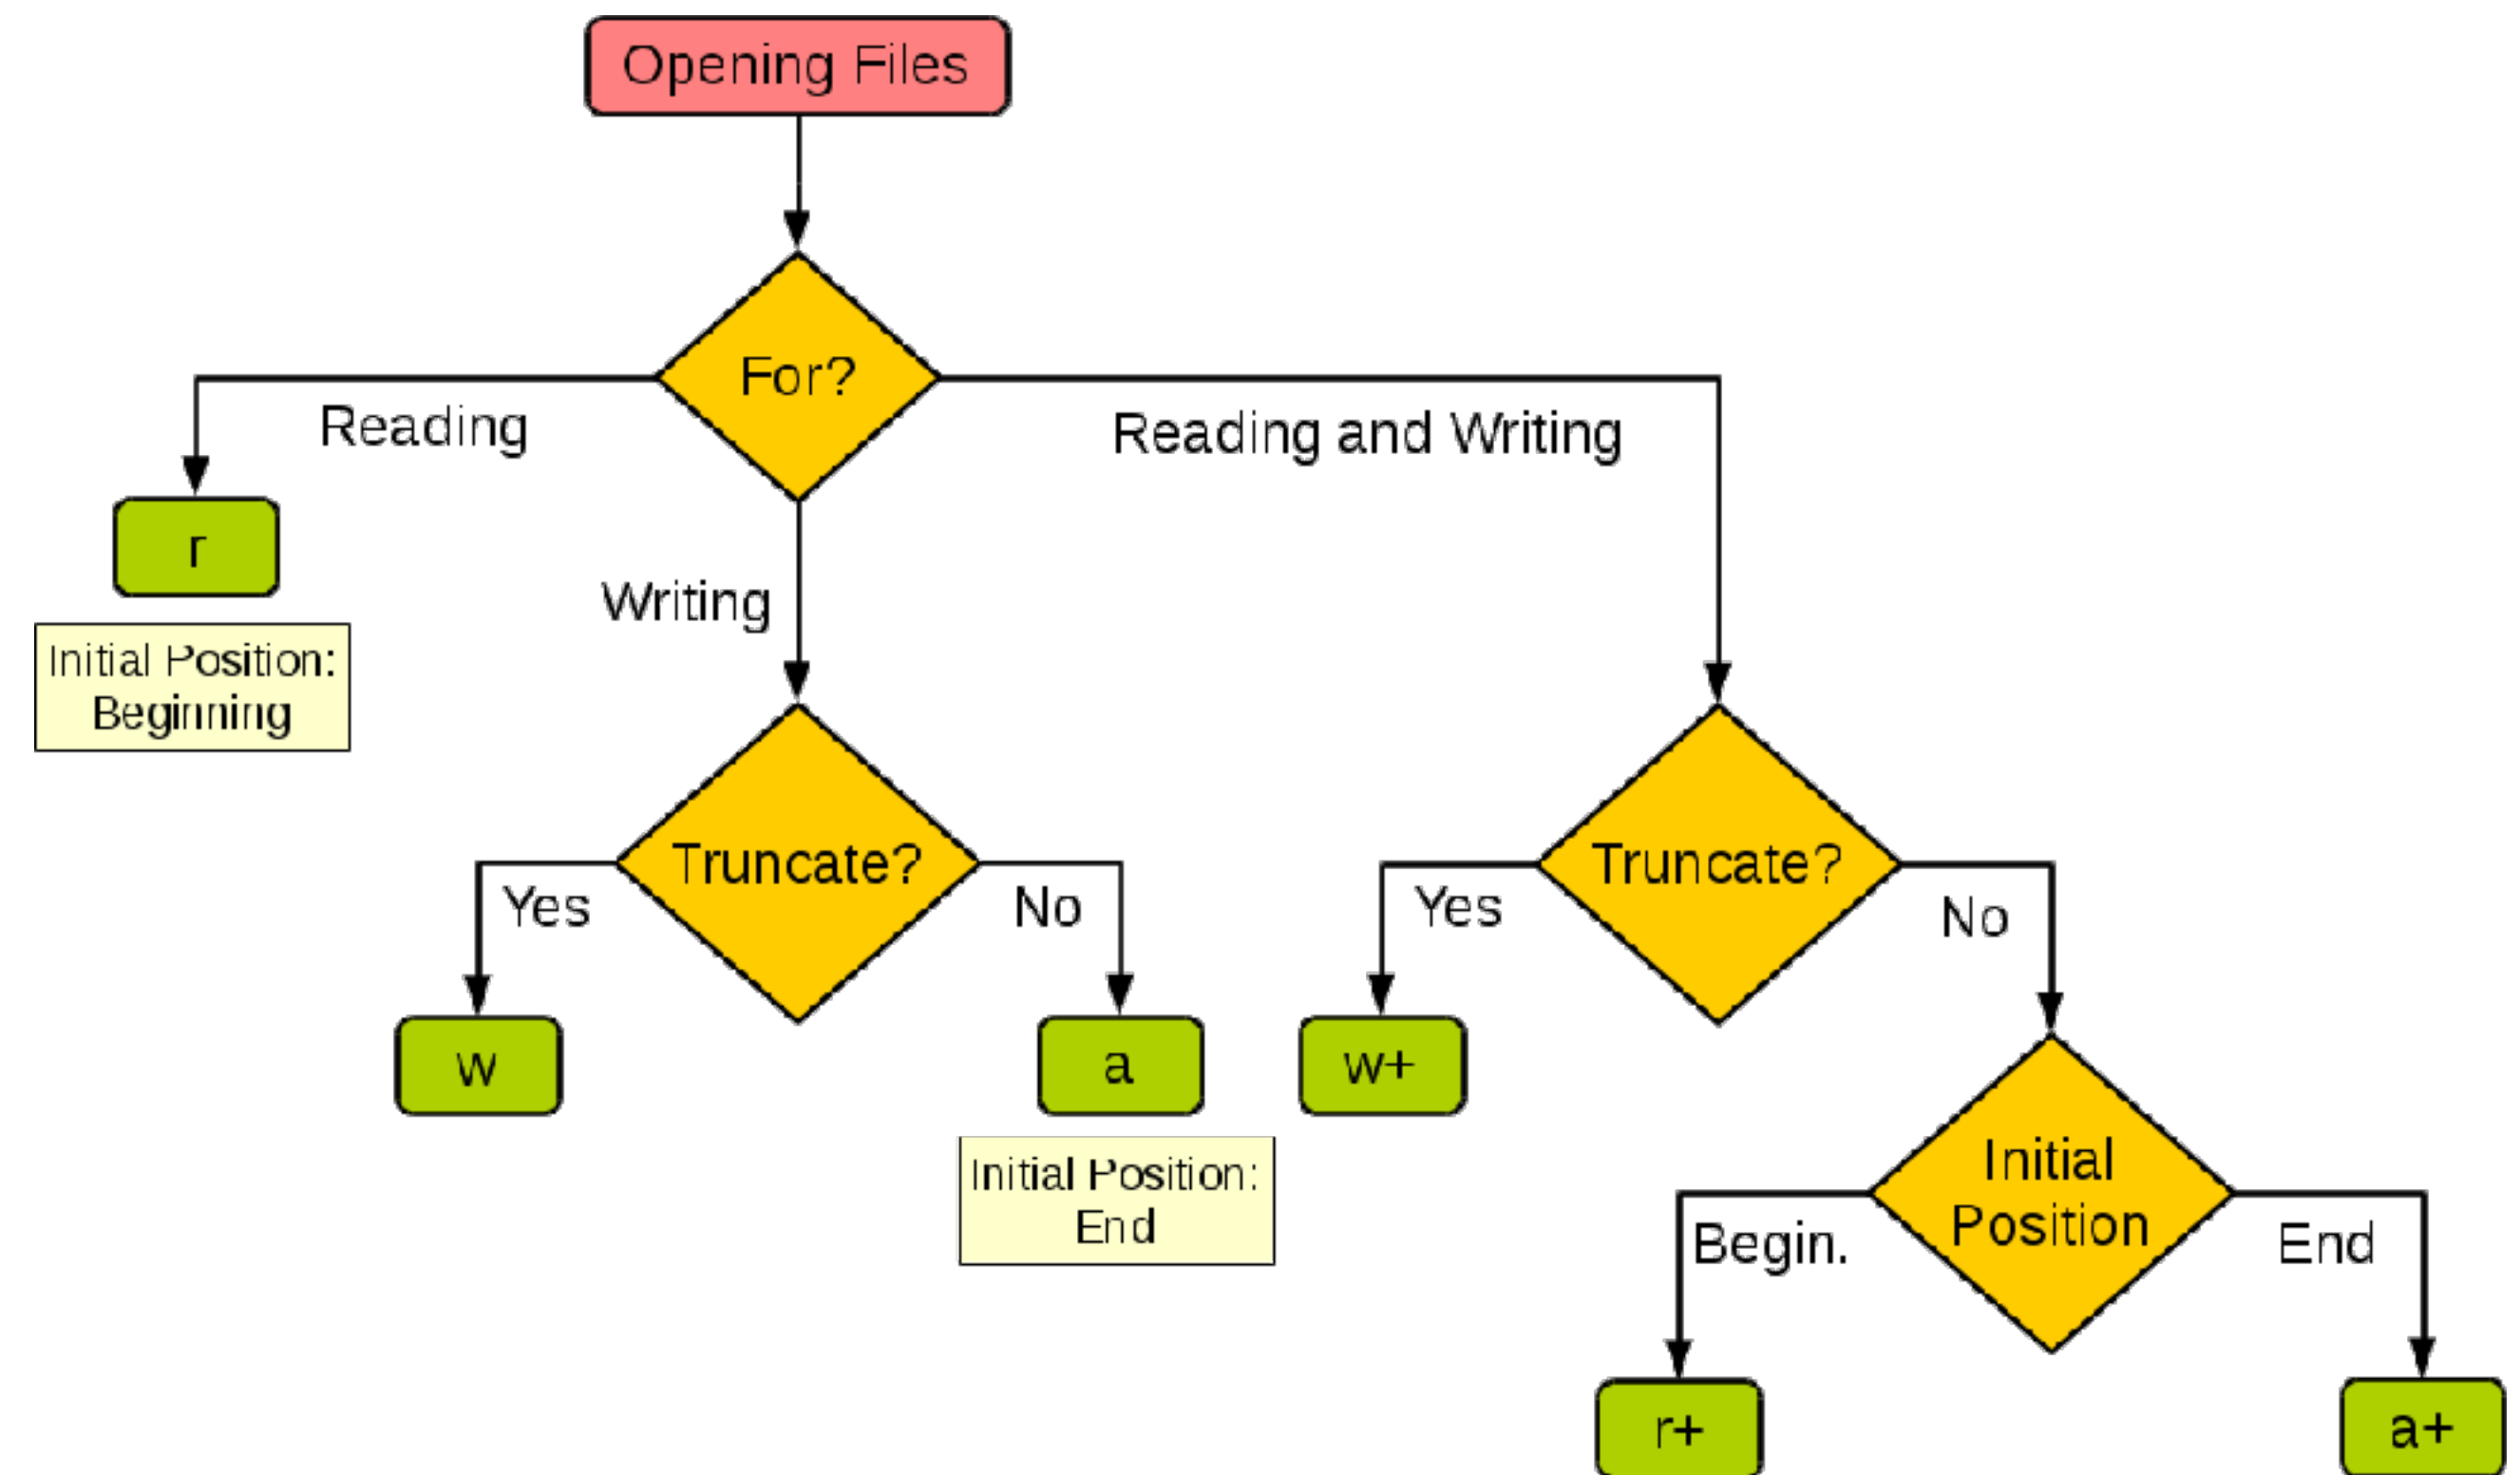 Opening Files
For?
Reading
Reading and Writing
r
Writing
Initial Position:
Beginning
Truncate?
Truncate?
Yes
No
Yes
No
w
a
w+
Initial Position:
End
Initial
Position
Begin.
End
r+
a+